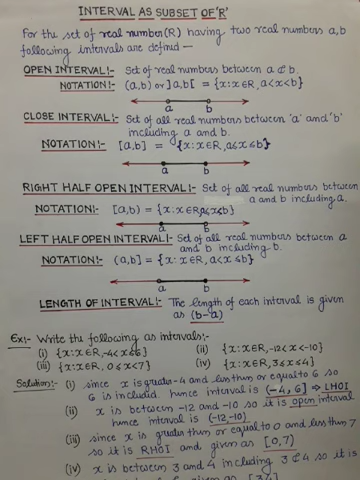 INTERVAL AS SUBSET OF 'R'
For the set of real number(R) having two real numbers a,b
following intervals are defined —
OPEN INTERVAL:- Set of real numbers between a & b.
NOTATION:- (a,b) or ]a,b[ = {x:x∈R, a<x<b}
a b
CLOSE INTERVAL:- Set of all real numbers between 'a' and 'b'
including a and b.
NOTATION:- [a,b] = {x:x∈R, a≤x≤b}
a b
RIGHT HALF OPEN INTERVAL:- Set of all real numbers between
a and b including a.
NOTATION:- [a,b) = {x:x∈R, a≤x≤b}
LEFT HALF OPEN INTERVAL:- Set of all real numbers between a
and b including b.
NOTATION:- (a,b] = {x:x∈R, a<x≤b}
a b
LENGTH OF INTERVAL:- The length of each interval is given
as (b-a)
Ex:- Write the following as intervals:-
(i) {x:x∈R, -4<x≤6} (ii) {x:x∈R, -12<x<-10}
(iii) {x:x∈R, 0≤x<7} (iv) {x:x∈R, 3≤x≤4}
Solution:- (i) since x is greater -4 and less than or equal to 6 so
6 is included. hence interval is (-4, 6] → LHOI
(ii) x is between -12 and -10 so it is open interval
hence interval is (-12,-10)
(iii) since x is greater than or equal to 0 and less than 7
so it is RHOI and given as [0,7)
(iv) x is between 3 and 4 including 3 & 4 so it is